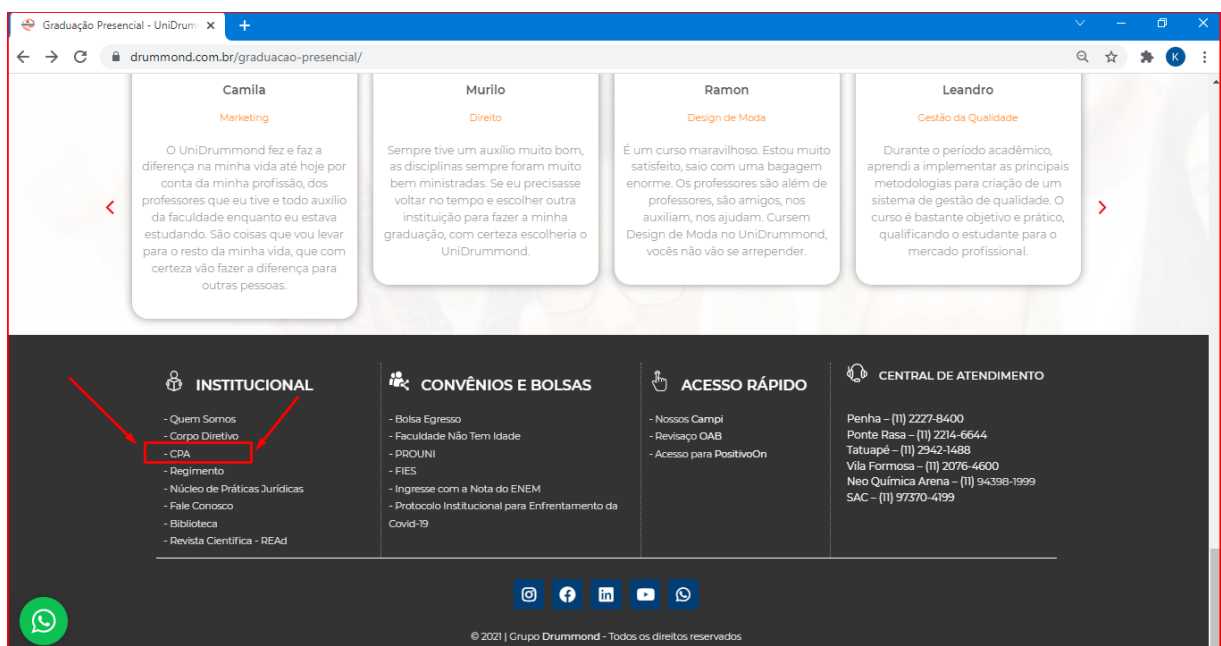 Graduação Presencial - UniDrum
drummond.com.br/graduacao-presencial/
K
Camila
Marketing
O UniDrummond fez e faz a
diferença na minha vida até hoje por
conta da minha profissão, dos
professores que eu tive e todo auxílio
da faculdade enquanto eu estava
estudando. São coisas que vou levar
para o resto da minha vida, que com
certeza vão fazer a diferença para
outras pessoas.
Murilo
Direito
Sempre tive um auxílio muito bom,
as disciplinas sempre foram muito
bem ministradas. Se eu precisasse
voltar no tempo e escolher outra
instituição para fazer a minha
graduação, com certeza escolheria o
UniDrummond.
Ramon
Design de Moda
É um curso maravilhoso. Estou muito
satisfeito, saio com uma bagagem
enorme. Os professores são além de
professores, são amigos, nos
auxiliam, nos ajudam. Cursem
Design de Moda no UniDrummond,
vocês não vão se arrepender.
Leandro
Gestão da Qualidade
Durante o período acadêmico,
aprendi a implementar as principais
metodologias para criação de um
sistema de gestão de qualidade. O
curso é bastante objetivo e prático,
qualificando o estudante para o
mercado profissional.
INSTITUCIONAL
- Quem Somos
- Corpo Diretivo
- CPA
- Regimento
- Núcleo de Práticas Jurídicas
- Fale Conosco
- Biblioteca
- Revista Científica - REAd
CONVÊNIOS E BOLSAS
- Bolsa Egresso
- Faculdade Não Tem Idade
- PROUNI
- FIES
- Ingresse com a Nota do ENEM
- Protocolo Institucional para Enfrentamento da
Covid-19
ACESSO RÁPIDO
- Nossos Campi
- Revisaço OAB
- Acesso para PositivoOn
CENTRAL DE ATENDIMENTO
Penha – (11) 2227-8400
Ponte Rasa – (11) 2214-6644
Tatuapé – (11) 2942-1488
Vila Formosa – (11) 2076-4600
Neo Química Arena – (11) 94398-1999
SAC – (11) 97370-4199
© 2021 | Grupo Drummond - Todos os direitos reservados